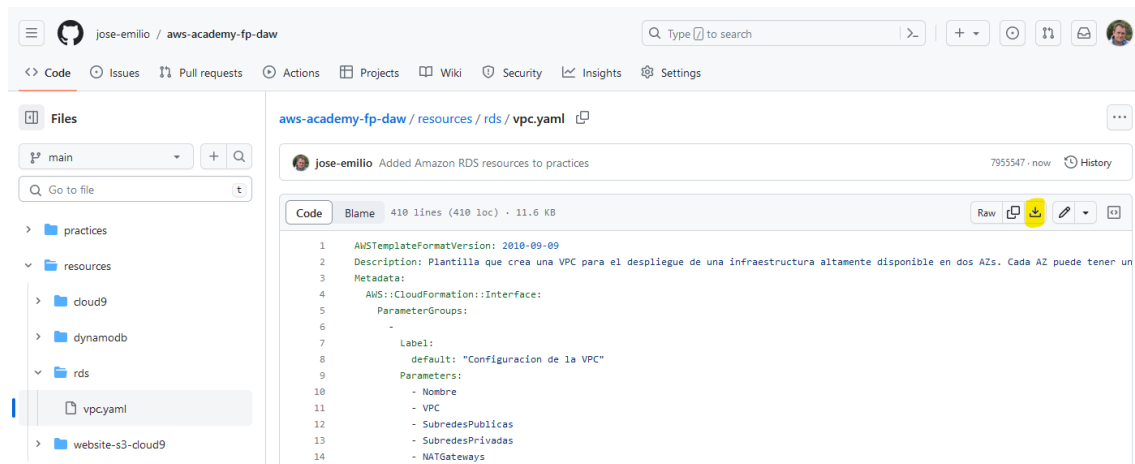 jose-emilio / aws-academy-fp-daw
Type / to search
Code Issues Pull requests Actions Projects Wiki Security Insights Settings
Files
main
Go to file t
practices
resources
cloud9
dynamodb
rds
vpc.yaml
website-s3-cloud9
aws-academy-fp-daw / resources / rds / vpc.yaml
jose-emilio Added Amazon RDS resources to practices 7955547 · now History
Code Blame 410 lines (410 loc) · 11.6 KB Raw
1 AWSTemplateFormatVersion: 2010-09-09
2 Description: Plantilla que crea una VPC para el despliegue de una infraestructura altamente disponible en dos AZs. Cada AZ puede tener un
3 Metadata:
4 AWS::CloudFormation::Interface:
5 ParameterGroups:
6 -
7 Label:
8 default: "Configuracion de la VPC"
9 Parameters:
10 - Nombre
11 - VPC
12 - SubredesPublicas
13 - SubredesPrivadas
14 - NATGateways